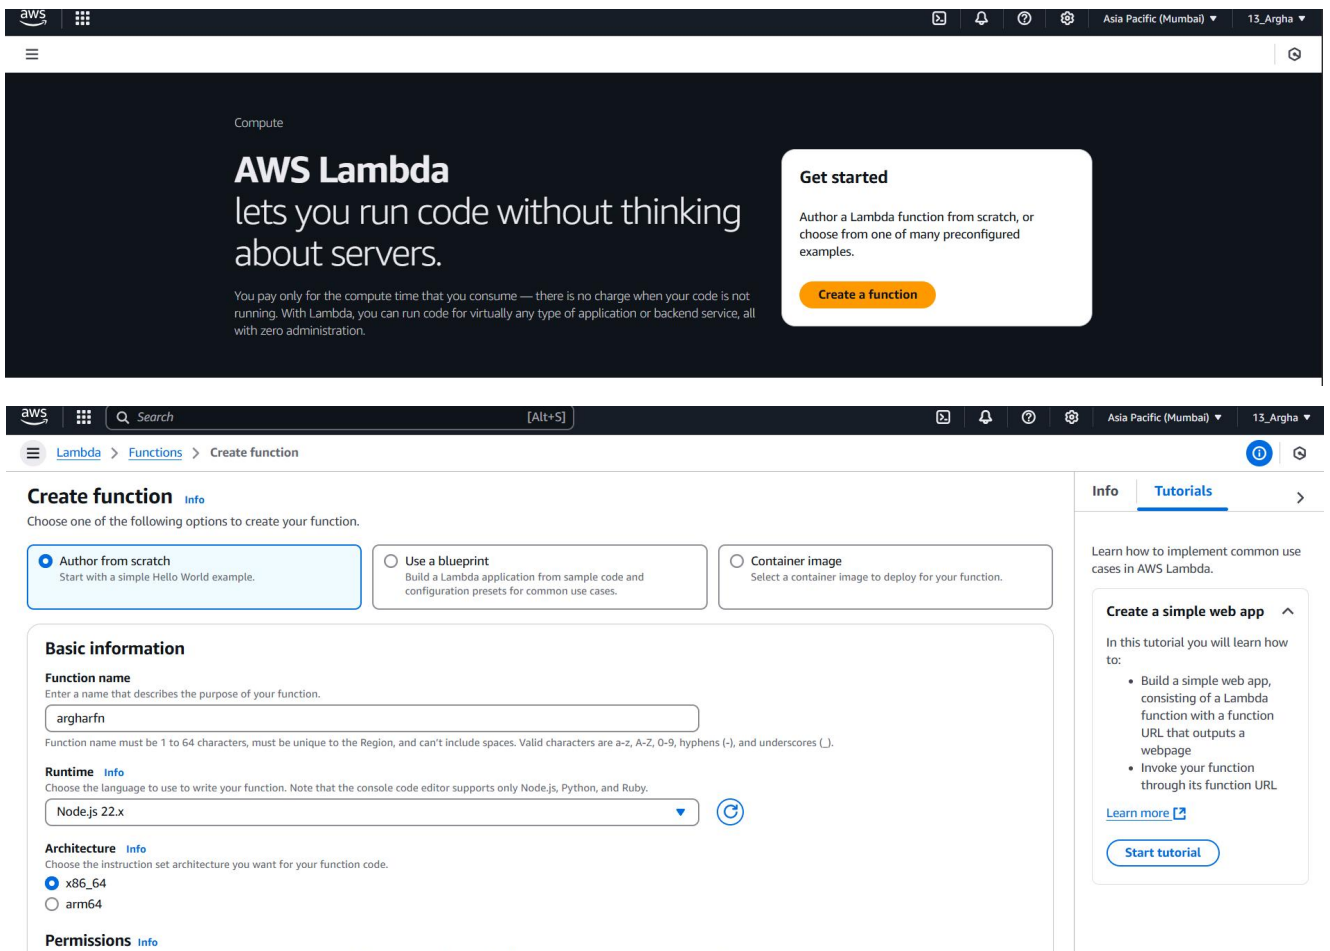 aws
Asia Pacific (Mumbai) ▼
13_Argha ▼
Compute
AWS Lambda
lets you run code without thinking
about servers.
You pay only for the compute time that you consume — there is no charge when your code is not
running. With Lambda, you can run code for virtually any type of application or backend service, all
with zero administration.
Get started
Author a Lambda function from scratch, or
choose from one of many preconfigured
examples.
Create a function
aws
Search
[Alt+S]
Asia Pacific (Mumbai) ▼
13_Argha ▼
Lambda > Functions > Create function
Create function Info
Choose one of the following options to create your function.
Author from scratch
Start with a simple Hello World example.
Use a blueprint
Build a Lambda application from sample code and
configuration presets for common use cases.
Container image
Select a container image to deploy for your function.
Basic information
Function name
Enter a name that describes the purpose of your function.
argharfn
Function name must be 1 to 64 characters, must be unique to the Region, and can't include spaces. Valid characters are a-z, A-Z, 0-9, hyphens (-), and underscores (_).
Runtime Info
Choose the language to use to write your function. Note that the console code editor supports only Node.js, Python, and Ruby.
Node.js 22.x
Architecture Info
Choose the instruction set architecture you want for your function code.
x86_64
arm64
Permissions Info
Info
Tutorials
Learn how to implement common use
cases in AWS Lambda.
Create a simple web app
In this tutorial you will learn how
to:
• Build a simple web app,
consisting of a Lambda
function with a function
URL that outputs a
webpage
• Invoke your function
through its function URL
Learn more
Start tutorial